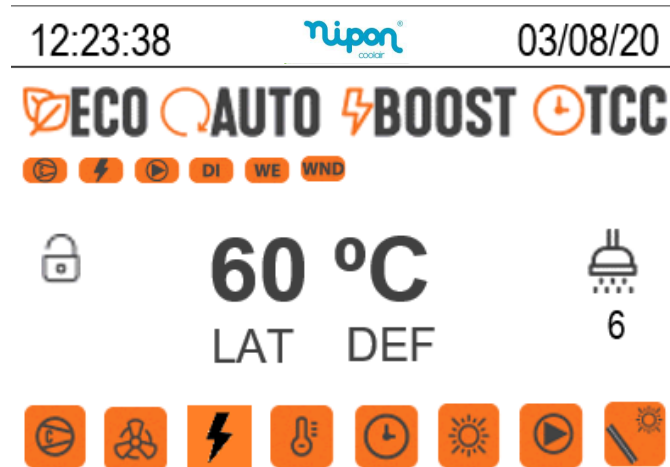 12:23:38 nipon® coolair 03/08/20
ECO AUTO BOOST TCC
DI WE WND
60 ºC
6
LAT DEF
C